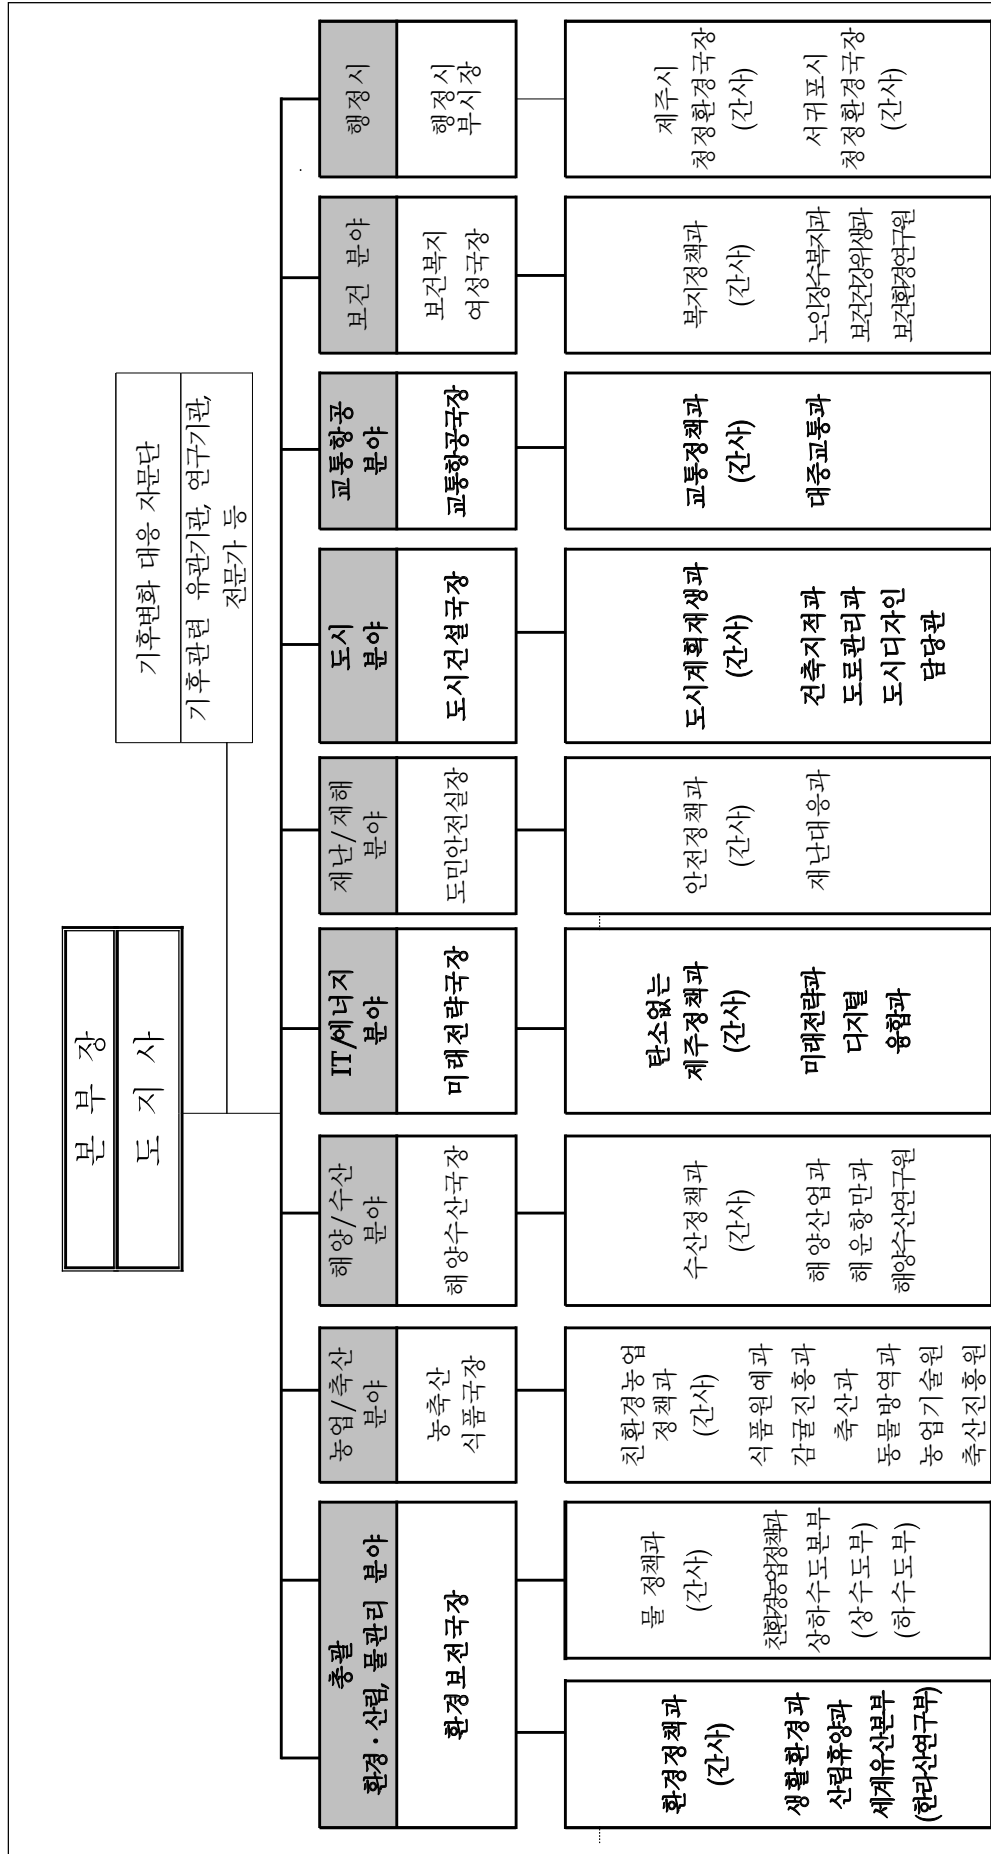 본 부 장
도 지 사
기후변화 대응 자문단
기후관련 유관기관, 연구기관,
전문가 등
총괄
환경·산림, 물관리 분야
환경보전국장
환경정책과
(간사)
생활환경과
산림휴양과
세계유산본부
(한라산연구부)
물 정책과
(간사)
친환경농업정책과
상하수도본부
(상수도부)
(하수도부)
농업/축산
분야
농축산
식품국장
친환경농업
정책과
(간사)
식품원예과
감귤진흥과
축산과
동물방역과
농업기술원
축산진흥원
해양/수산
분야
해양수산국장
수산정책과
(간사)
해양산업과
해운항만과
해양수산연구원
IT/에너지
분야
미래전략국장
탄소없는
제주정책과
(간사)
미래전략과
디지털
융합과
재난/재해
분야
도민안전실장
안전정책과
(간사)
재난대응과
도시
분야
도시건설국장
도시계획재생과
(간사)
건축지적과
도로관리과
도시디자인
담당관
교통항공
분야
교통항공국장
교통정책과
(간사)
대중교통과
보건 분야
보건복지
여성국장
복지정책과
(간사)
노인장수복지과
보건건강위생과
보건환경연구원
행정시
행정시
부시장
제주시
청정환경국장
(간사)
서귀포시
청정환경국장
(간사)